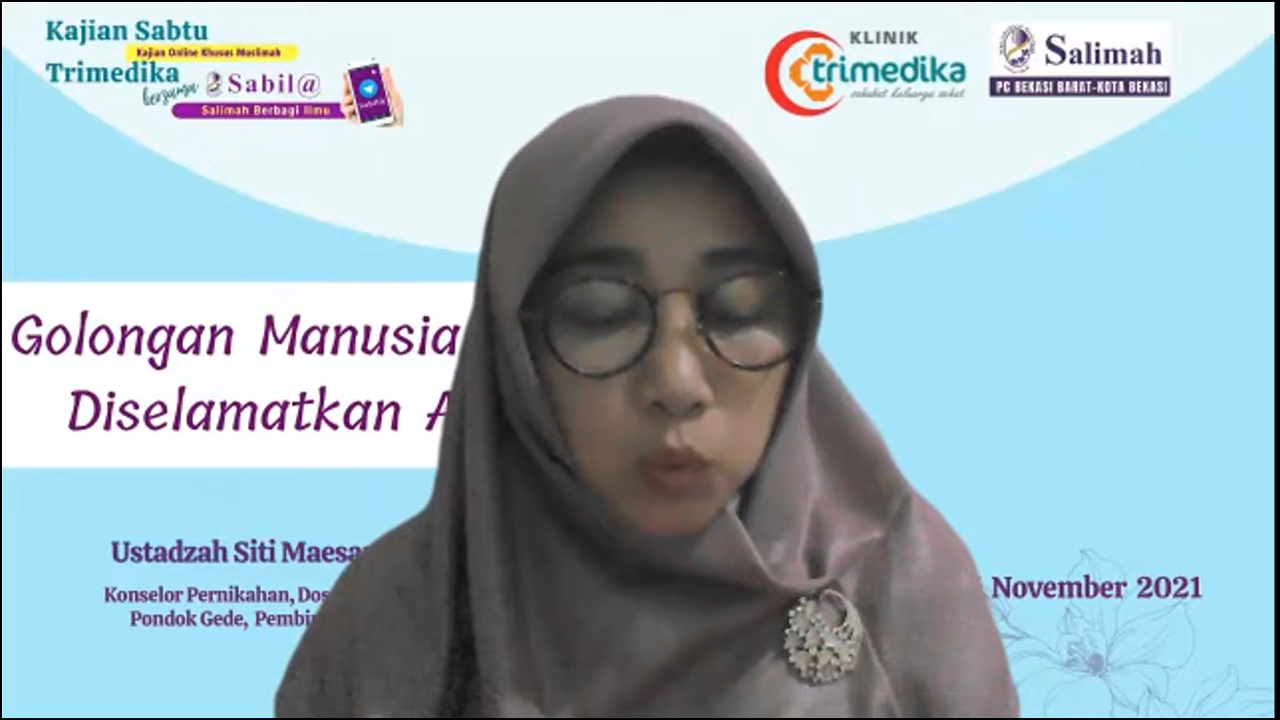 Kajian Sabtu
Kajian Online Khusus Muslimah
Trimedika
bersama
Sabil@
Salimah Berbagi Ilmu
KLINIK
trimedika
sahabat keluarga sehat
Salimah
PC BEKASI BARAT-KOTA BEKASI
Golongan Manusia
Diselamatkan A
Ustadzah Siti Maesa
Konselor Pernikahan, Dos
Pondok Gede, Pembi
November 2021